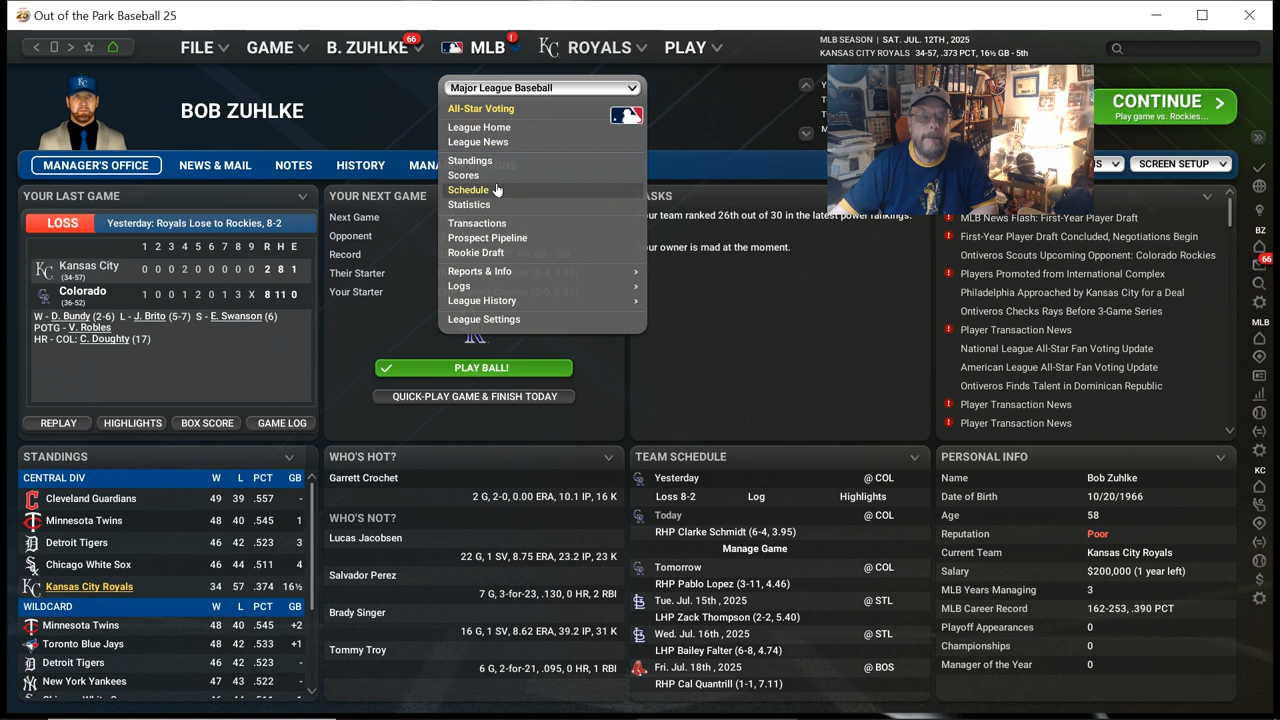 Out of the Park Baseball 25
FILE GAME B. ZUHLKE 66 MLB ! ROYALS PLAY
MLB SEASON | SAT. JUL. 12TH , 2025
KANSAS CITY ROYALS 34-57, .373 PCT, 16½ GB - 5th
BOB ZUHLKE
CONTINUE
Play game vs. Rockies...
MANAGER'S OFFICE NEWS & MAIL NOTES HISTORY
SCREEN SETUP
Major League Baseball
All-Star Voting
League Home
League News
Standings
Scores
Schedule
Statistics
Transactions
Prospect Pipeline
Rookie Draft
Reports & Info
Logs
League History
League Settings
YOUR LAST GAME
LOSS Yesterday: Royals Lose to Rockies, 8-2
1 2 3 4 5 6 7 8 9 R H E
Kansas City 0 0 0 2 0 0 0 0 0 2 8 1
(34-57)
Colorado 1 0 0 1 2 0 1 3 X 8 11 0
(36-52)
W - D. Bundy (2-6) L - J. Brito (5-7) S - E. Swanson (6)
POTG - V. Robles
HR - COL: C. Doughty (17)
REPLAY HIGHLIGHTS BOX SCORE GAME LOG
YOUR NEXT GAME
Next Game
Opponent
Record
Their Starter
Your Starter
PLAY BALL!
QUICK-PLAY GAME & FINISH TODAY
ASKS
our team ranked 26th out of 30 in the latest power rankings.
our owner is mad at the moment.
MLB News Flash: First-Year Player Draft
First-Year Player Draft Concluded, Negotiations Begin
Ontiveros Scouts Upcoming Opponent: Colorado Rockies
Players Promoted from International Complex
Philadelphia Approached by Kansas City for a Deal
Ontiveros Checks Rays Before 3-Game Series
Player Transaction News
National League All-Star Fan Voting Update
American League All-Star Fan Voting Update
Ontiveros Finds Talent in Dominican Republic
Player Transaction News
Player Transaction News
BZ
66
MLB
KC
STANDINGS
CENTRAL DIV W L PCT GB
Cleveland Guardians 49 39 .557 -
Minnesota Twins 48 40 .545 1
Detroit Tigers 46 42 .523 3
Chicago White Sox 46 44 .511 4
Kansas City Royals 34 57 .374 16½
WILDCARD W L PCT GB
Minnesota Twins 48 40 .545 +2
Toronto Blue Jays 48 42 .533 +1
Detroit Tigers 46 42 .523 -
New York Yankees 47 43 .522 -
WHO'S HOT?
Garrett Crochet
2 G, 2-0, 0.00 ERA, 10.1 IP, 16 K
WHO'S NOT?
Lucas Jacobsen
22 G, 1 SV, 8.75 ERA, 23.2 IP, 23 K
Salvador Perez
7 G, 3-for-23, .130, 0 HR, 2 RBI
Brady Singer
16 G, 1 SV, 8.62 ERA, 39.2 IP, 31 K
Tommy Troy
6 G, 2-for-21, .095, 0 HR, 1 RBI
TEAM SCHEDULE
Yesterday @ COL
Loss 8-2 Log Highlights
Today @ COL
RHP Clarke Schmidt (6-4, 3.95)
Manage Game
Tomorrow @ COL
RHP Pablo Lopez (3-11, 4.46)
Tue. Jul. 15th , 2025 @ STL
LHP Zack Thompson (2-2, 5.40)
Wed. Jul. 16th , 2025 @ STL
LHP Bailey Falter (6-8, 4.74)
Fri. Jul. 18th , 2025 @ BOS
RHP Cal Quantrill (1-1, 7.11)
PERSONAL INFO
Name Bob Zuhlke
Date of Birth 10/20/1966
Age 58
Reputation Poor
Current Team Kansas City Royals
Salary $200,000 (1 year left)
MLB Years Managing 3
MLB Career Record 162-253, .390 PCT
Playoff Appearances 0
Championships 0
Manager of the Year 0